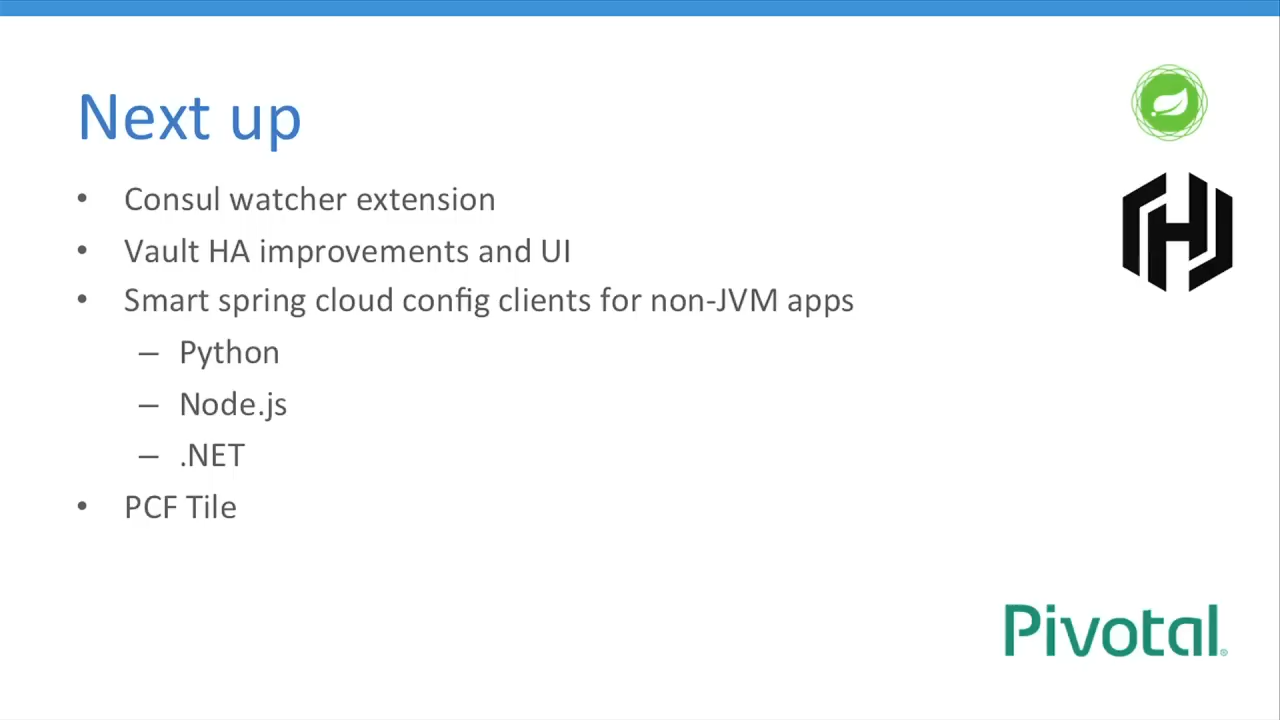 Next up
• Consul watcher extension
• Vault HA improvements and UI
• Smart spring cloud config clients for non-JVM apps
– Python
– Node.js
– .NET
• PCF Tile
Pivotal®